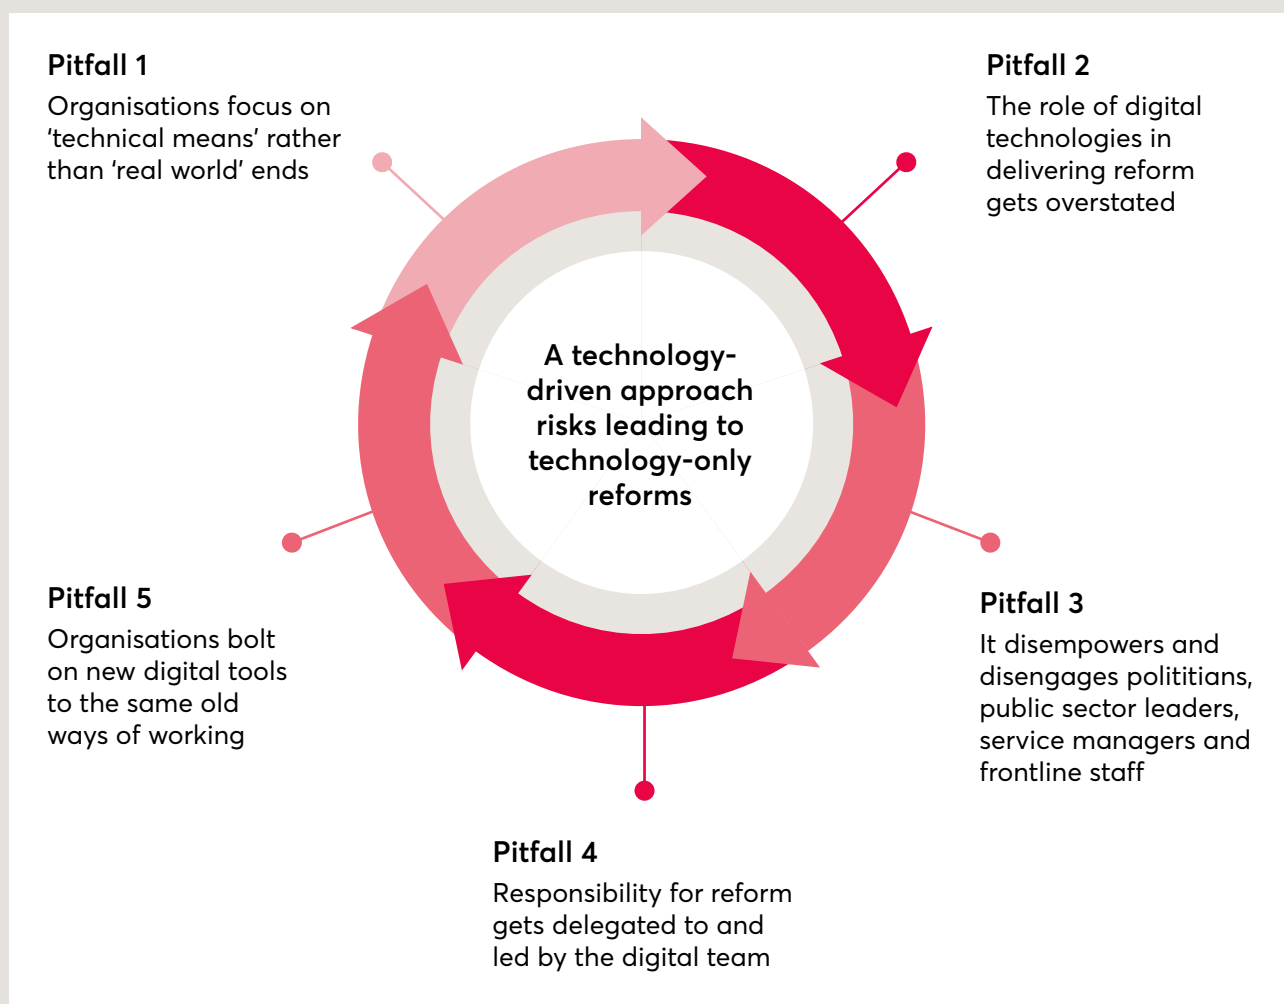 Pitfall 1
Organisations focus on
‘technical means’ rather
than ‘real world’ ends
Pitfall 2
The role of digital
technologies in
delivering reform
gets overstated
A technology-
driven approach
risks leading to
technology-only
reforms
Pitfall 3
It disempowers and
disengages polititians,
public sector leaders,
service managers and
frontline staff
Pitfall 4
Responsibility for reform
gets delegated to and
led by the digital team
Pitfall 5
Organisations bolt
on new digital tools
to the same old
ways of working